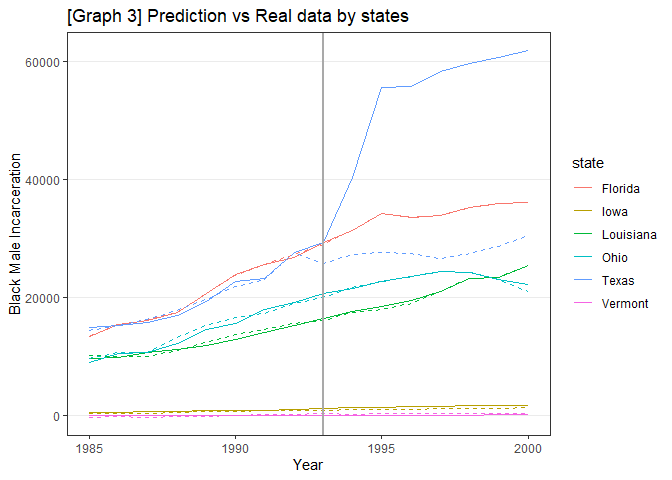 [Graph 3] Prediction vs Real data by states
60000
40000
20000
0
Black Male Incarceration
1985 1990 1995 2000
Year
state
Florida
Iowa
Louisiana
Ohio
Texas
Vermont